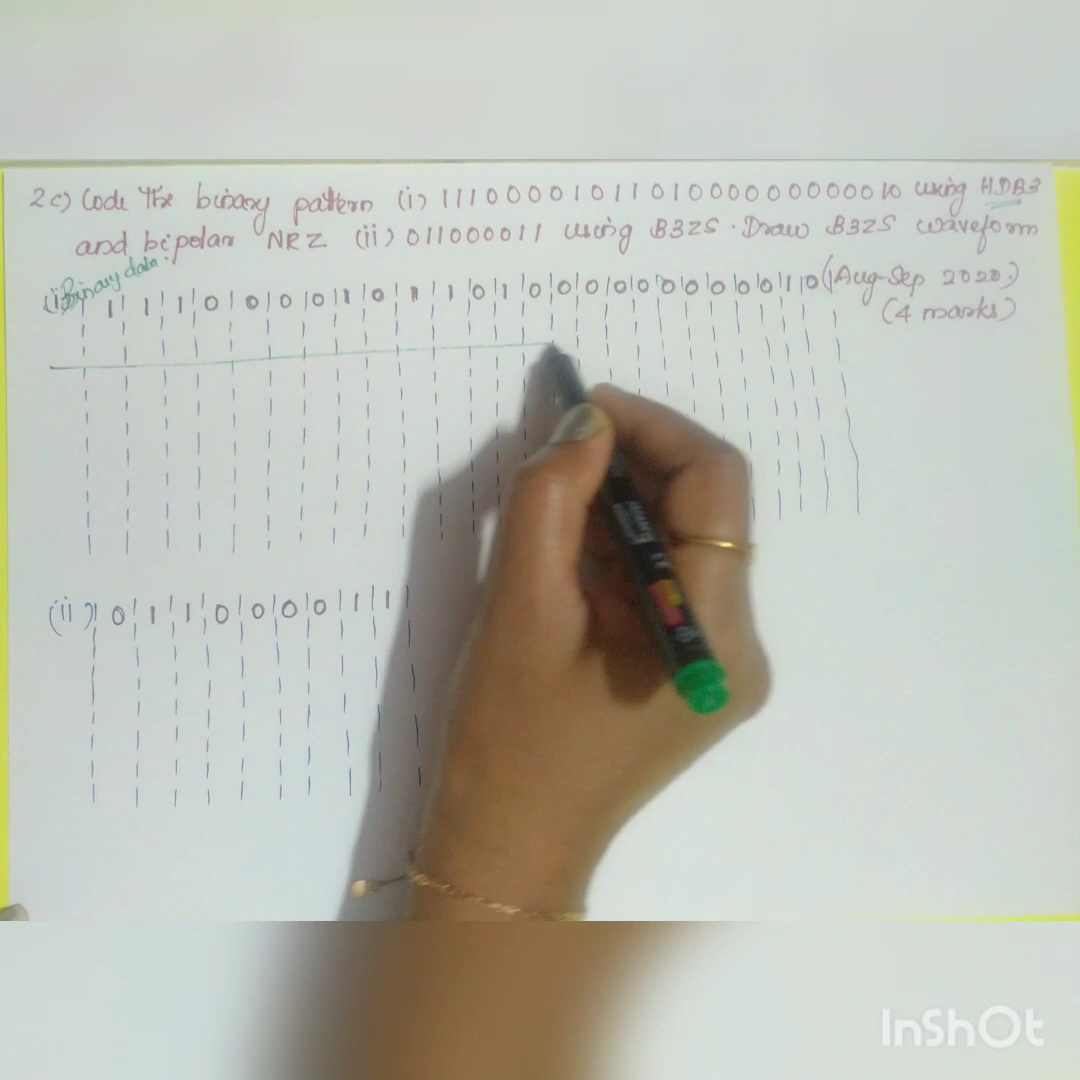 2c) Code The binary pattern (i) 111000010110100000000000010 using HDB3
and bipolar NRZ (ii) 011000011 using B3ZS. Draw B3ZS waveform
(Aug-Sep 2020)
(i) Binary data:
1 1 1 0 0 0 0 1 0 1 1 0 1 0 0 0 0 0 0 0 0 0 0 1 0
(4 marks)
(ii) 0 1 1 0 0 0 0 1 1
InShOt